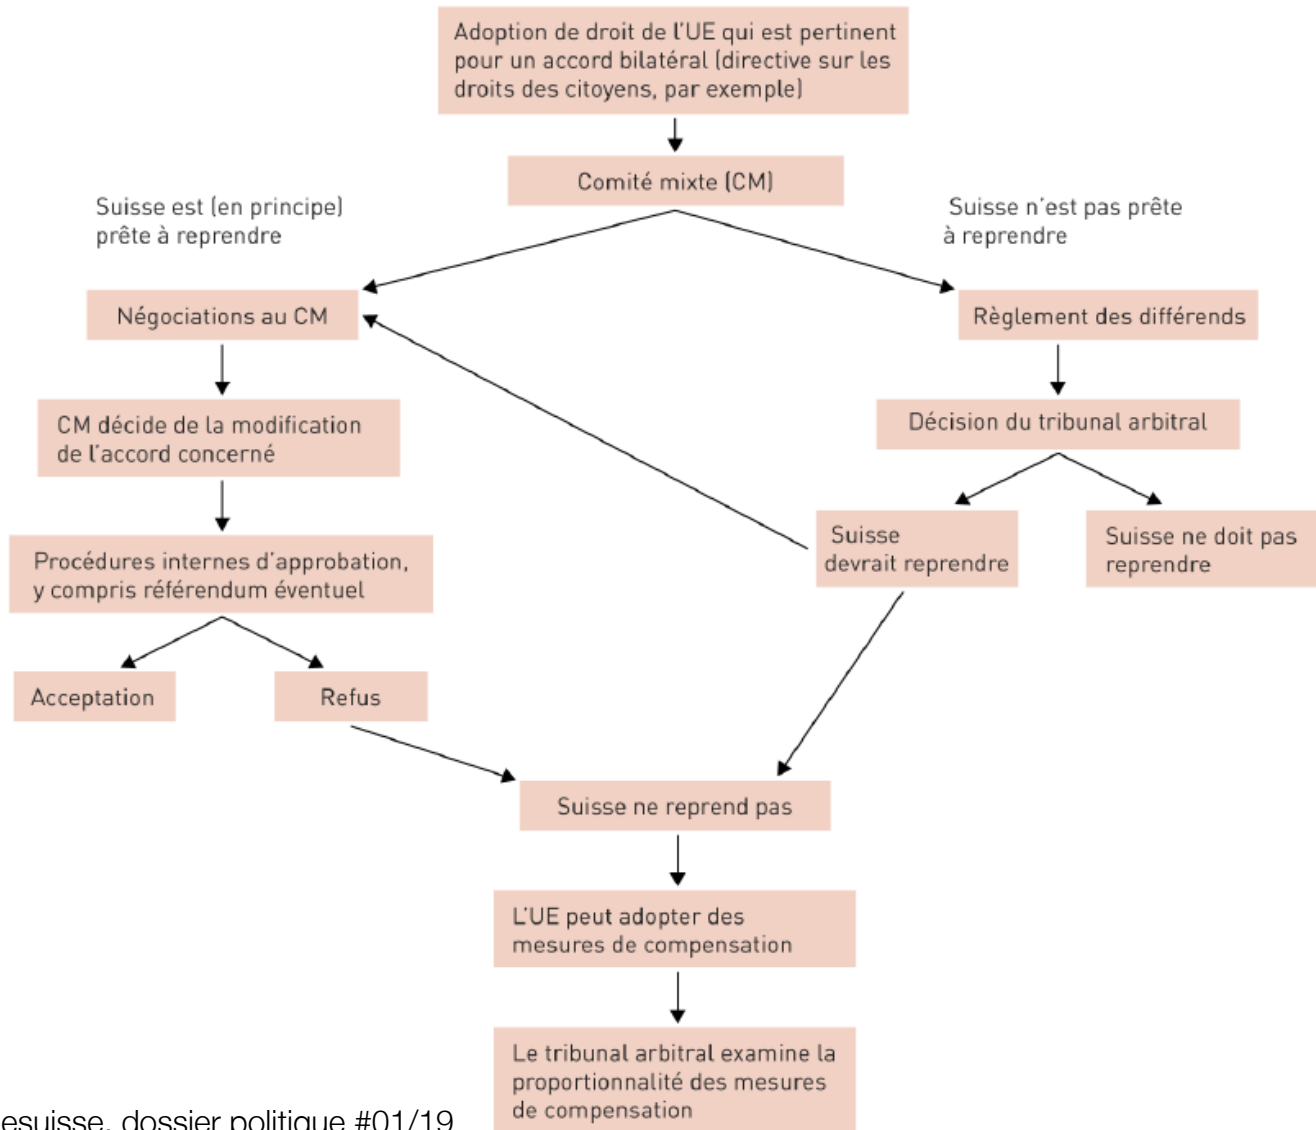 Adoption de droit de l'UE qui est pertinent
pour un accord bilatéral (directive sur les
droits des citoyens, par exemple)
Comité mixte (CM)
Suisse est (en principe)
prête à reprendre
Suisse n'est pas prête
à reprendre
Négociations au CM
Règlement des différends
CM décide de la modification
de l'accord concerné
Décision du tribunal arbitral
Procédures internes d'approbation,
y compris référendum éventuel
Suisse
devrait reprendre
Suisse ne doit pas
reprendre
Acceptation
Refus
Suisse ne reprend pas
L'UE peut adopter des
mesures de compensation
Le tribunal arbitral examine la
proportionnalité des mesures
de compensation
esuisse, dossier politique #01/19